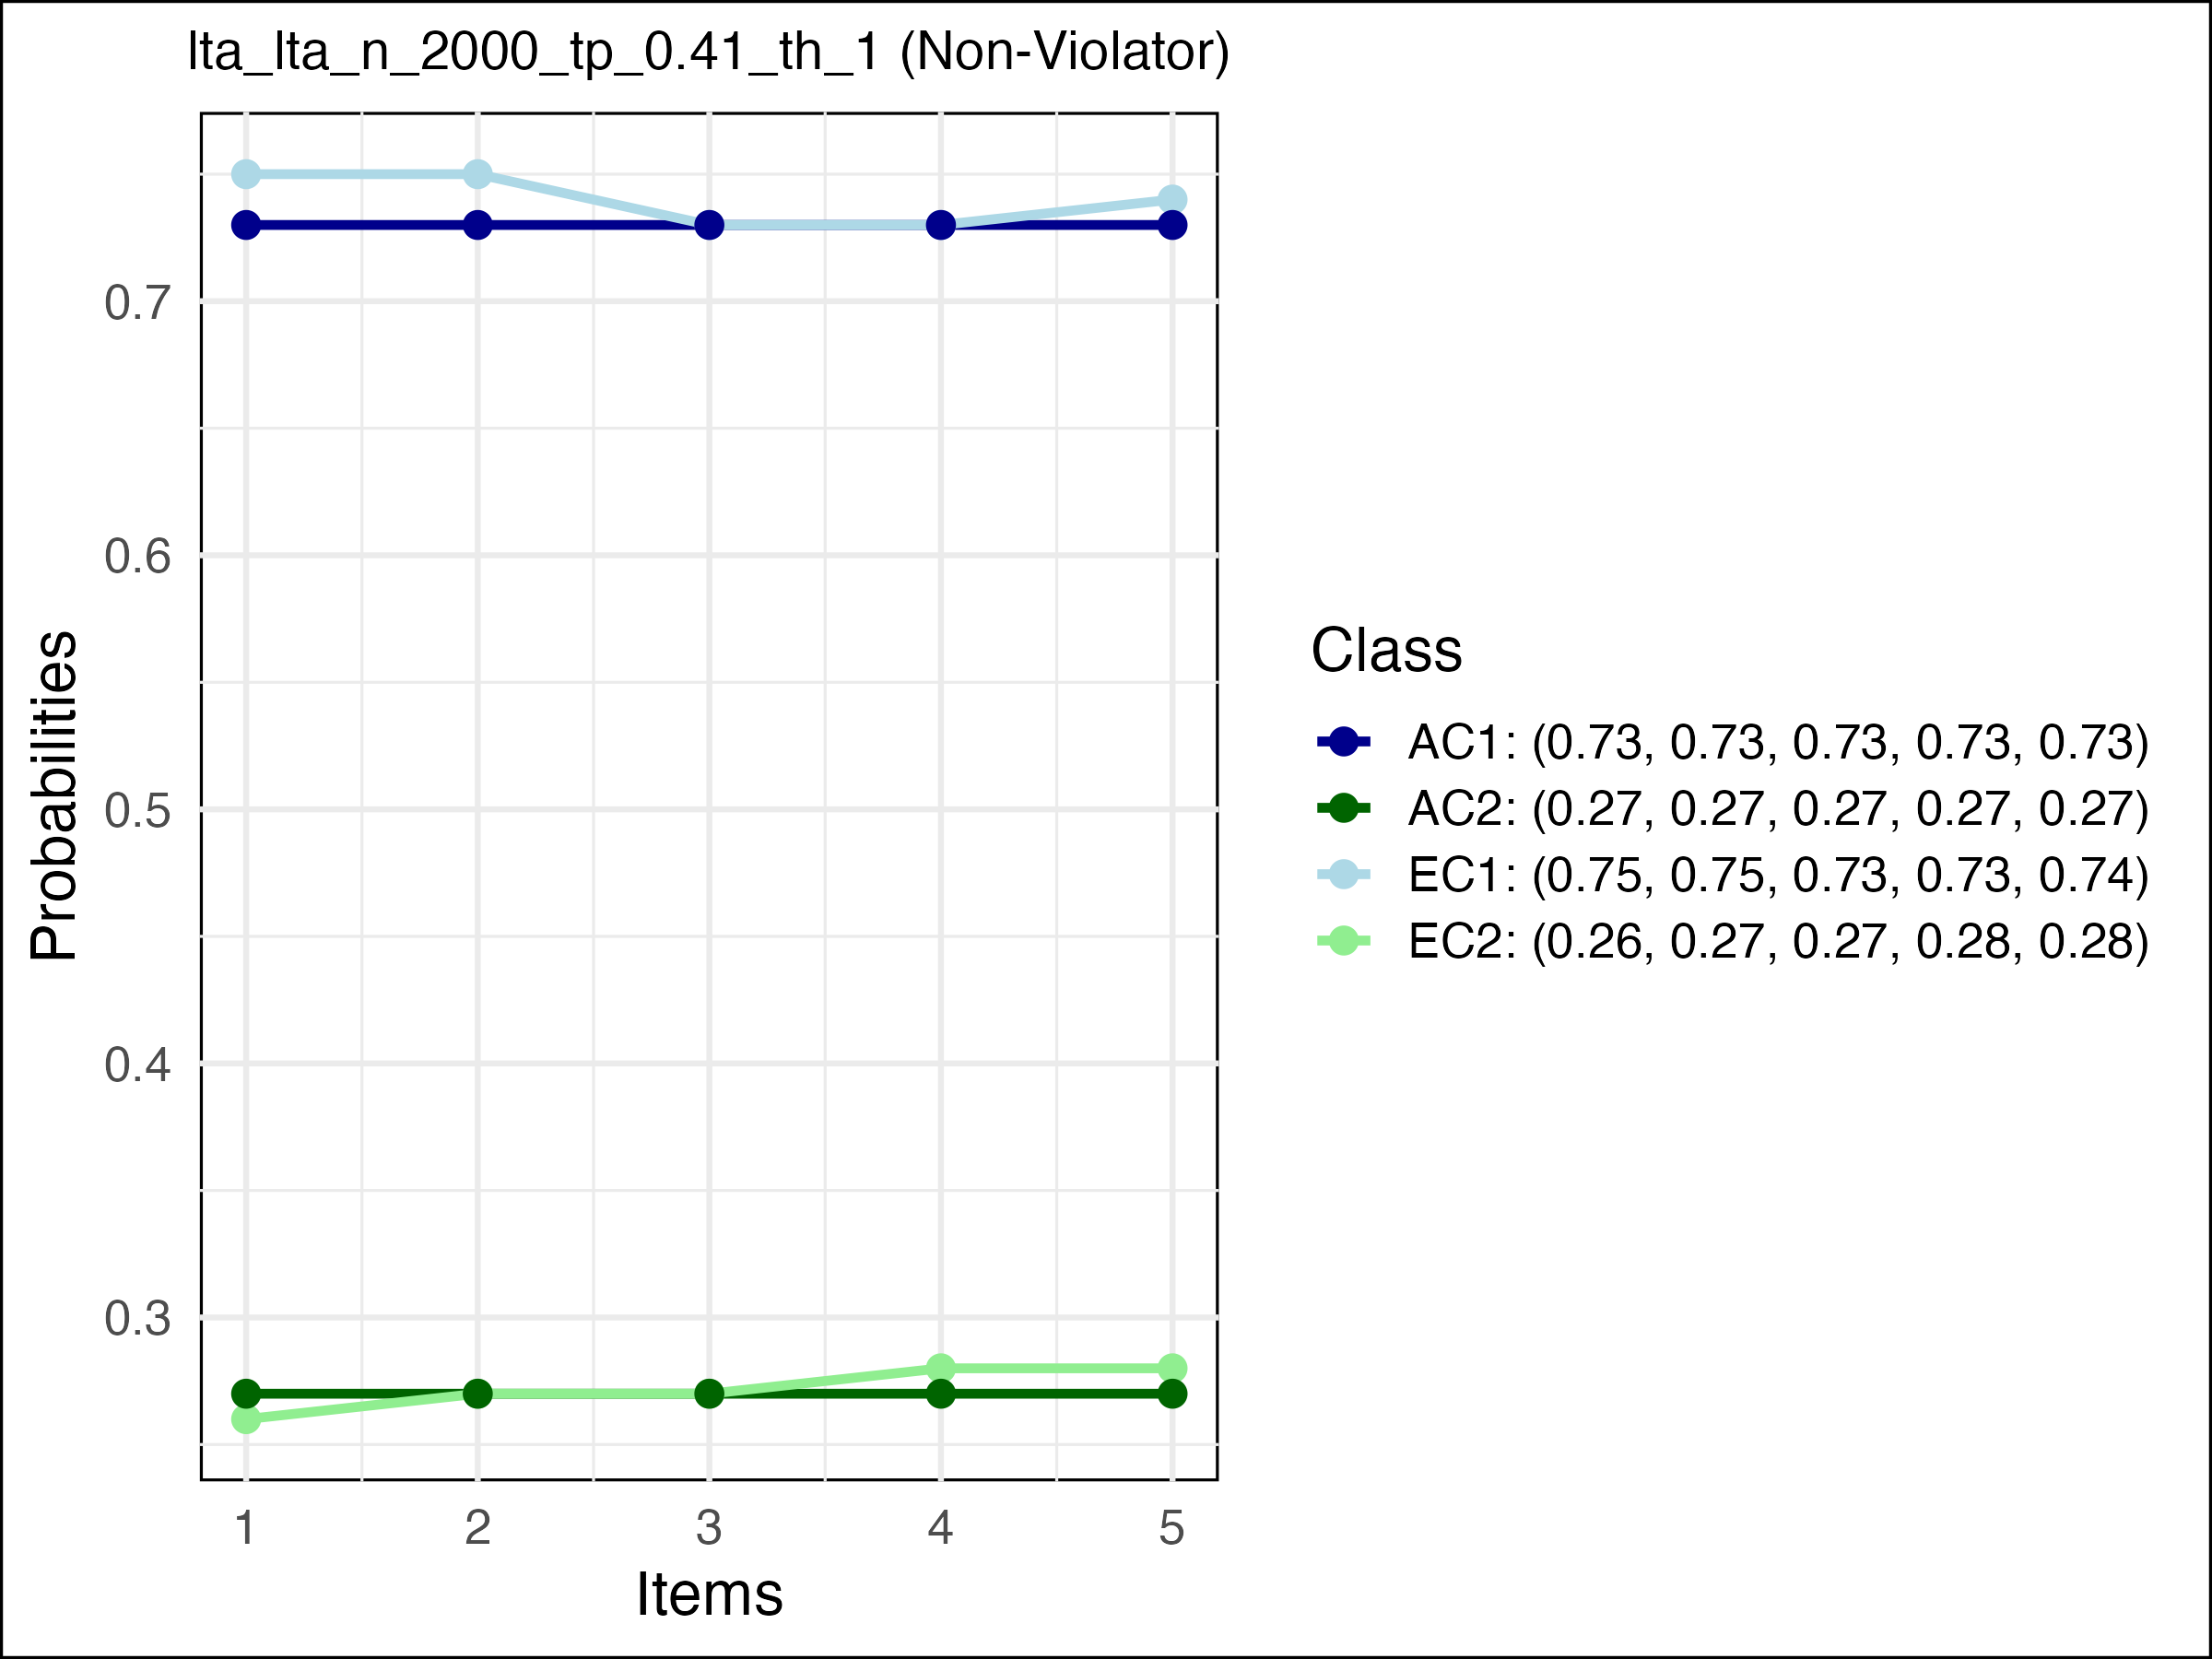 lta_lta_n_2000_tp_0.41_th_1 (Non-Violator)
Probabilities
0.7
0.6
0.5
0.4
0.3
1 2 3 4 5
Items
Class
AC1: (0.73, 0.73, 0.73, 0.73, 0.73)
AC2: (0.27, 0.27, 0.27, 0.27, 0.27)
EC1: (0.75, 0.75, 0.73, 0.73, 0.74)
EC2: (0.26, 0.27, 0.27, 0.28, 0.28)